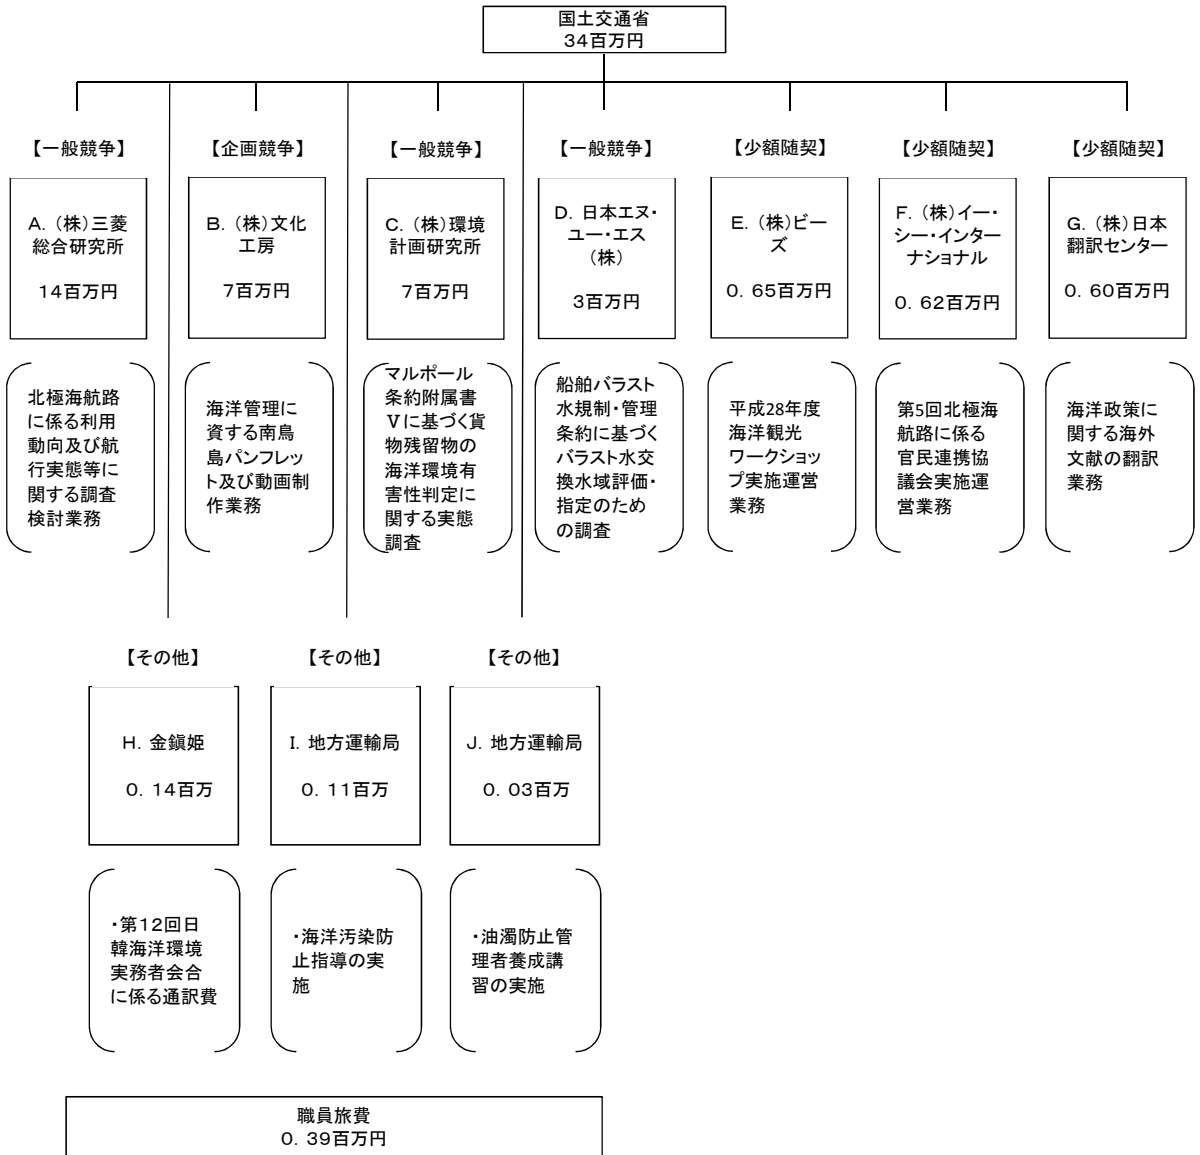 国土交通省
34百万円
【一般競争】
【企画競争】
【一般競争】
【一般競争】
【少額随契】
【少額随契】
【少額随契】
A.（株）三菱
総合研究所
14百万円
B.（株）文化
工房
7百万円
C.（株）環境
計画研究所
7百万円
D. 日本エヌ・
ユー・エス
（株）
3百万円
E.（株）ビー
ズ
0．65百万円
F.（株）イー・
シー・インター
ナショナル
0．62百万円
G.（株）日本
翻訳センター
0．60百万円
北極海航路
に係る利用
動向及び航
行実態等に
関する調査
検討業務
海洋管理に
資する南鳥
島パンフレッ
ト及び動画制
作業務
マルポール
条約附属書
Ⅴに基づく貨
物残留物の
海洋環境有
害性判定に
関する実態
調査
船舶バラスト
水規制・管理
条約に基づく
バラスト水交
換水域評価・
指定のため
の調査
平成28年度
海洋観光
ワークショッ
プ実施運営
業務
第5回北極海
航路に係る
官民連携協
議会実施運
営業務
海洋政策に
関する海外
文献の翻訳
業務
【その他】
【その他】
【その他】
H. 金鎭姫
0．14百万
I. 地方運輸局
0．11百万
J. 地方運輸局
0．03百万
・第12回日
韓海洋環境
実務者会合
に係る通訳費
・海洋汚染防
止指導の実
施
・油濁防止管
理者養成講
習の実施
職員旅費
0．39百万円